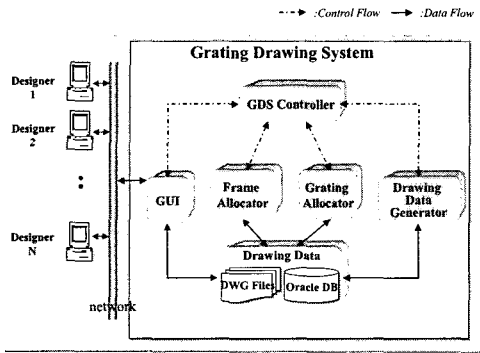 :Control Flow :Data Flow
Grating Drawing System
Designer
1
Designer
2
:
Designer
N
network
GDS Controller
GUI
Frame
Allocator
Grating
Allocator
Drawing
Data
Generator
Drawing Data
DWG Files
Oracle DB